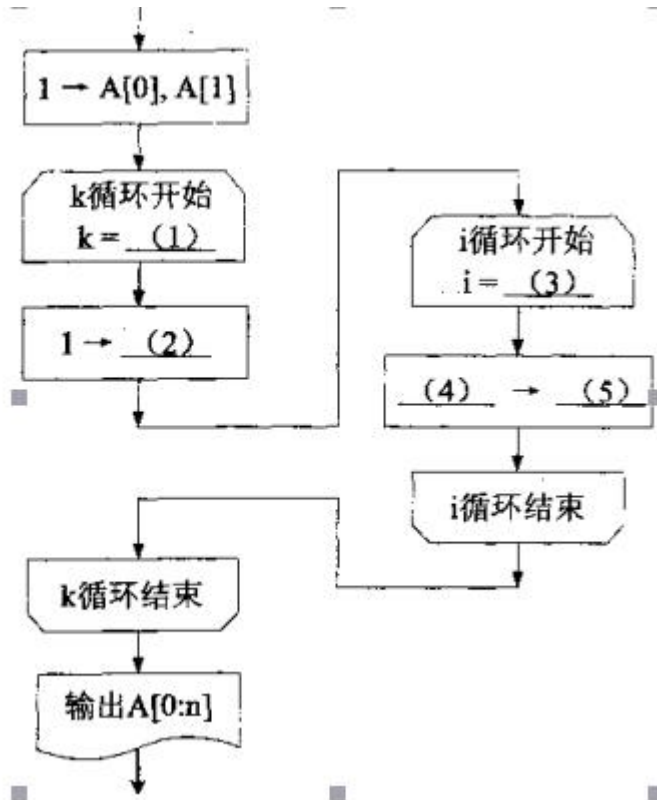 1 → A[0], A[1]
k循环开始
k = (1)
1 → (2)
i循环开始
i = (3)
(4) → (5)
i循环结束
k循环结束
输出A[0:n]